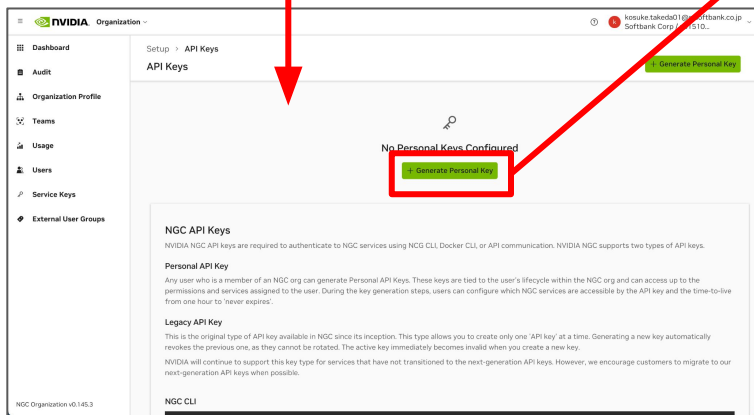 NVIDIA. Organization
kosuke.takeda01@
ftbank.co.jp
Softbank Corp
Dashboard
Audit
Organization Profile
Teams
Usage
Users
Service Keys
External User Groups
NGC Organization v0.145.3
Setup > API Keys
API Keys
+ Generate Personal Key
No Personal Keys Configured
+ Generate Personal Key
NGC API Keys
NVIDIA NGC API keys are required to authenticate to NGC services using NCG CLI, Docker CLI, or API communication. NVIDIA NGC supports two types of API keys.
Personal API Key
Any user who is a member of an NGC org can generate Personal API Keys. These keys are tied to the user's lifecycle within the NGC org and can access up to the
permissions and services assigned to the user. During the key generation steps, users can configure which NGC services are accessible by the API key and the time-to-live
from one hour to 'never expires'.
Legacy API Key
This is the original type of API key available in NGC since its inception. This type allows you to create only one 'API key' at a time. Generating a new key automatically
revokes the previous one, as they cannot be rotated. The active key immediately becomes invalid when you create a new key.
NVIDIA will continue to support this key type for services that have not transitioned to the next-generation API keys. However, we encourage customers to migrate to our
next-generation API keys when possible.
NGC CLI